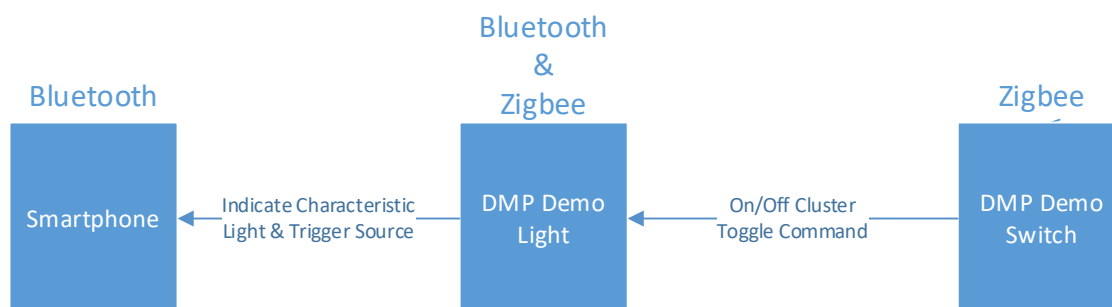 Bluetooth
Bluetooth
&
Zigbee
Zigbee
Smartphone
Indicate Characteristic
Light & Trigger Source
DMP Demo
Light
On/Off Cluster
Toggle Command
DMP Demo
Switch